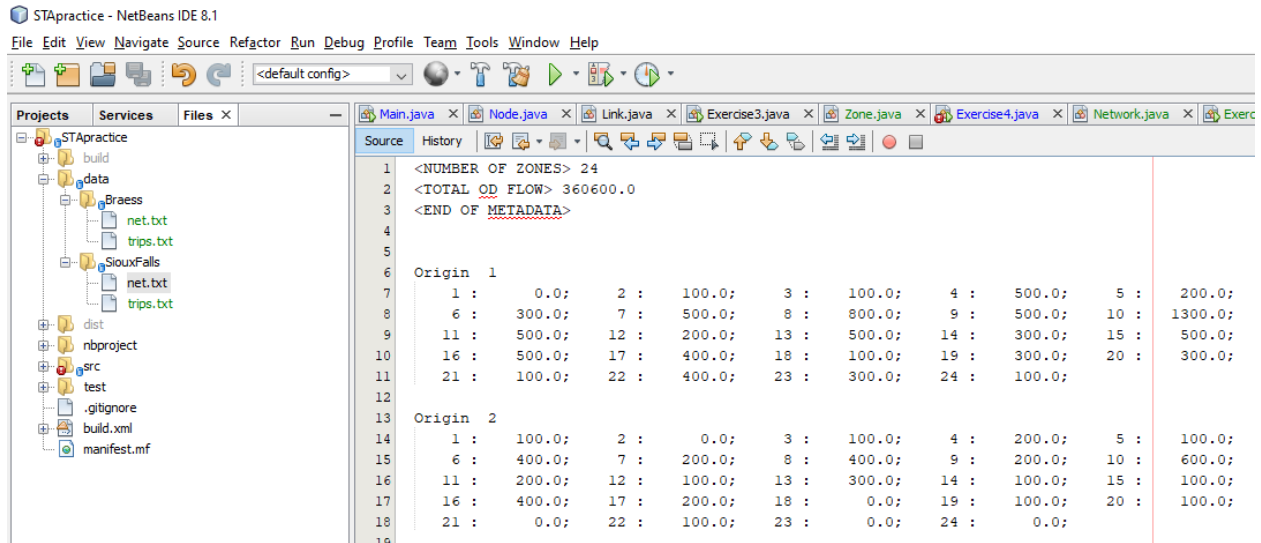 STApractice - NetBeans IDE 8.1
File Edit View Navigate Source Refactor Run Debug Profile Team Tools Window Help
<default config>
Projects Services Files
Main.java Node.java Link.java Exercise3.java Zone.java Exercise4.java Network.java Exerc
Source History
STApractice
build
data
Braess
net.txt
trips.txt
SiouxFalls
net.txt
trips.txt
dist
nbproject
src
test
.gitignore
build.xml
manifest.mf
1 <NUMBER OF ZONES> 24
2 <TOTAL OD FLOW> 360600.0
3 <END OF METADATA>
4
5
6 Origin 1
7 1 : 0.0; 2 : 100.0; 3 : 100.0; 4 : 500.0; 5 : 200.0;
8 6 : 300.0; 7 : 500.0; 8 : 800.0; 9 : 500.0; 10 : 1300.0;
9 11 : 500.0; 12 : 200.0; 13 : 500.0; 14 : 300.0; 15 : 500.0;
10 16 : 500.0; 17 : 400.0; 18 : 100.0; 19 : 300.0; 20 : 300.0;
11 21 : 100.0; 22 : 400.0; 23 : 300.0; 24 : 100.0;
12
13 Origin 2
14 1 : 100.0; 2 : 0.0; 3 : 100.0; 4 : 200.0; 5 : 100.0;
15 6 : 400.0; 7 : 200.0; 8 : 400.0; 9 : 200.0; 10 : 600.0;
16 11 : 200.0; 12 : 100.0; 13 : 300.0; 14 : 100.0; 15 : 100.0;
17 16 : 400.0; 17 : 200.0; 18 : 0.0; 19 : 100.0; 20 : 100.0;
18 21 : 0.0; 22 : 100.0; 23 : 0.0; 24 : 0.0;
19